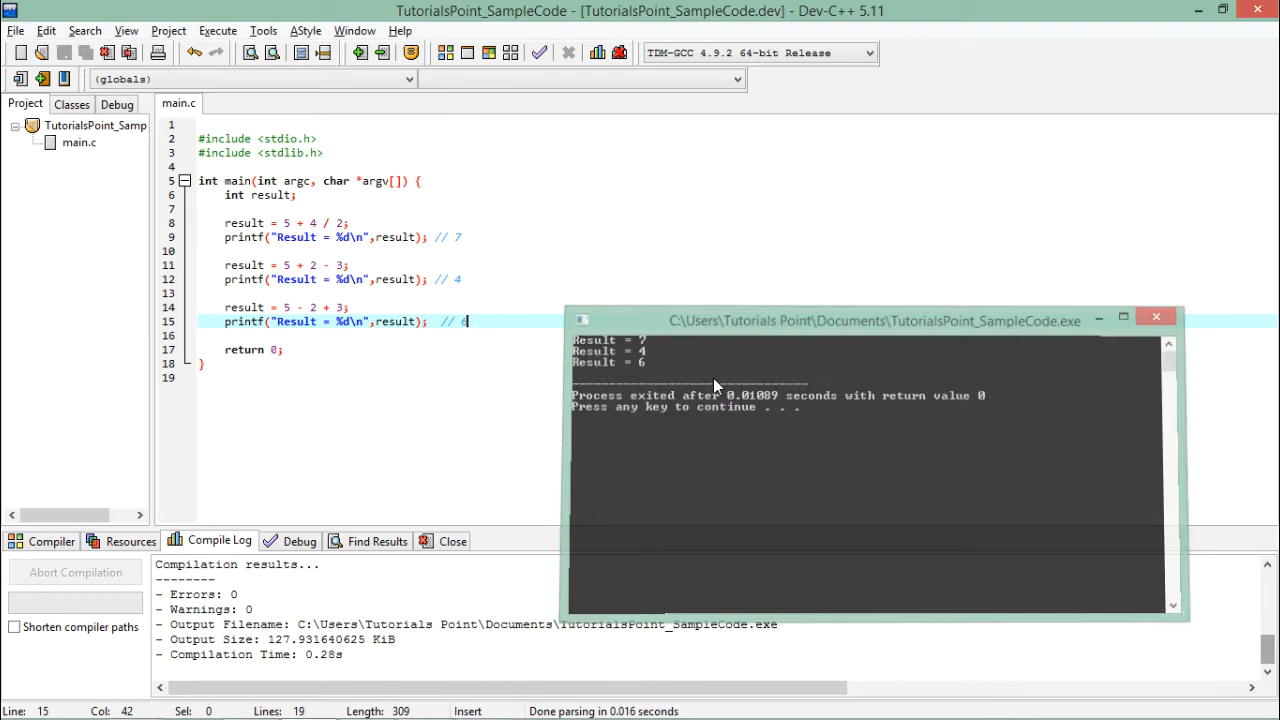 TutorialsPoint_SampleCode - [TutorialsPoint_SampleCode.dev] - Dev-C++ 5.11
File Edit Search View Project Execute Tools AStyle Window Help
TDM-GCC 4.9.2 64-bit Release
(globals)
Project Classes Debug
TutorialsPoint_Samp
main.c
main.c
1
2 #include <stdio.h>
3 #include <stdlib.h>
4
5 int main(int argc, char *argv[]) {
6 int result;
7
8 result = 5 + 4 / 2;
9 printf("Result = %d\n",result); // 7
10
11 result = 5 + 2 - 3;
12 printf("Result = %d\n",result); // 4
13
14 result = 5 - 2 + 3;
15 printf("Result = %d\n",result); // 6
16
17 return 0;
18 }
19
C:\Users\Tutorials Point\Documents\TutorialsPoint_SampleCode.exe
Result = 7
Result = 4
Result = 6
--------------------------------
Process exited after 0.01089 seconds with return value 0
Press any key to continue . . .
Compiler Resources Compile Log Debug Find Results Close
Abort Compilation
Shorten compiler paths
Compilation results...
--------
- Errors: 0
- Warnings: 0
- Output Filename: C:\Users\Tutorials Point\Documents\TutorialsPoint_SampleCode.exe
- Output Size: 127.931640625 KiB
- Compilation Time: 0.28s
Line: 15 Col: 42 Sel: 0 Lines: 19 Length: 309 Insert Done parsing in 0.016 seconds